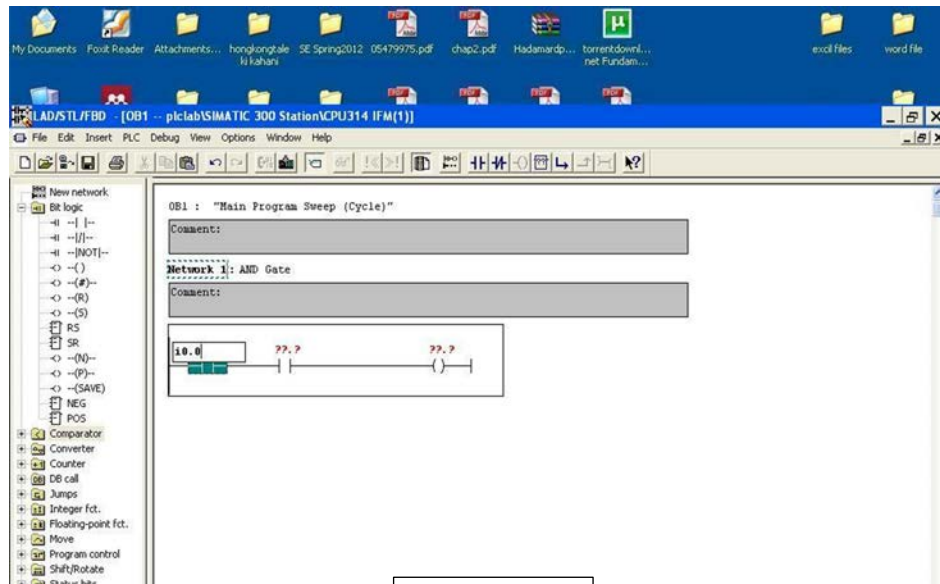 My Documents
Foxit Reader
Attachments...
hongkongtale
ki kahani
SE Spring2012
05479975.pdf
chap2.pdf
Hadamardp...
torrentdownl...
net Fundam...
excil files
word file
LAD/STL/FBD - [OB1 -- plclab\SIMATIC 300 Station\CPU314 IFM(1)]
File Edit Insert PLC Debug View Options Window Help
New network
Bit logic
--| |--
--|/|--
--|NOT|--
--( )
--(#)--
--(R)
--(S)
RS
SR
--(N)--
--(P)--
--(SAVE)
NEG
POS
Comparator
Converter
Counter
DB call
Jumps
Integer fct.
Floating-point fct.
Move
Program control
Shift/Rotate
Status bits
OB1 : "Main Program Sweep (Cycle)"
Comment:
Network 1: AND Gate
Comment:
i0.0 ??.? ??.?